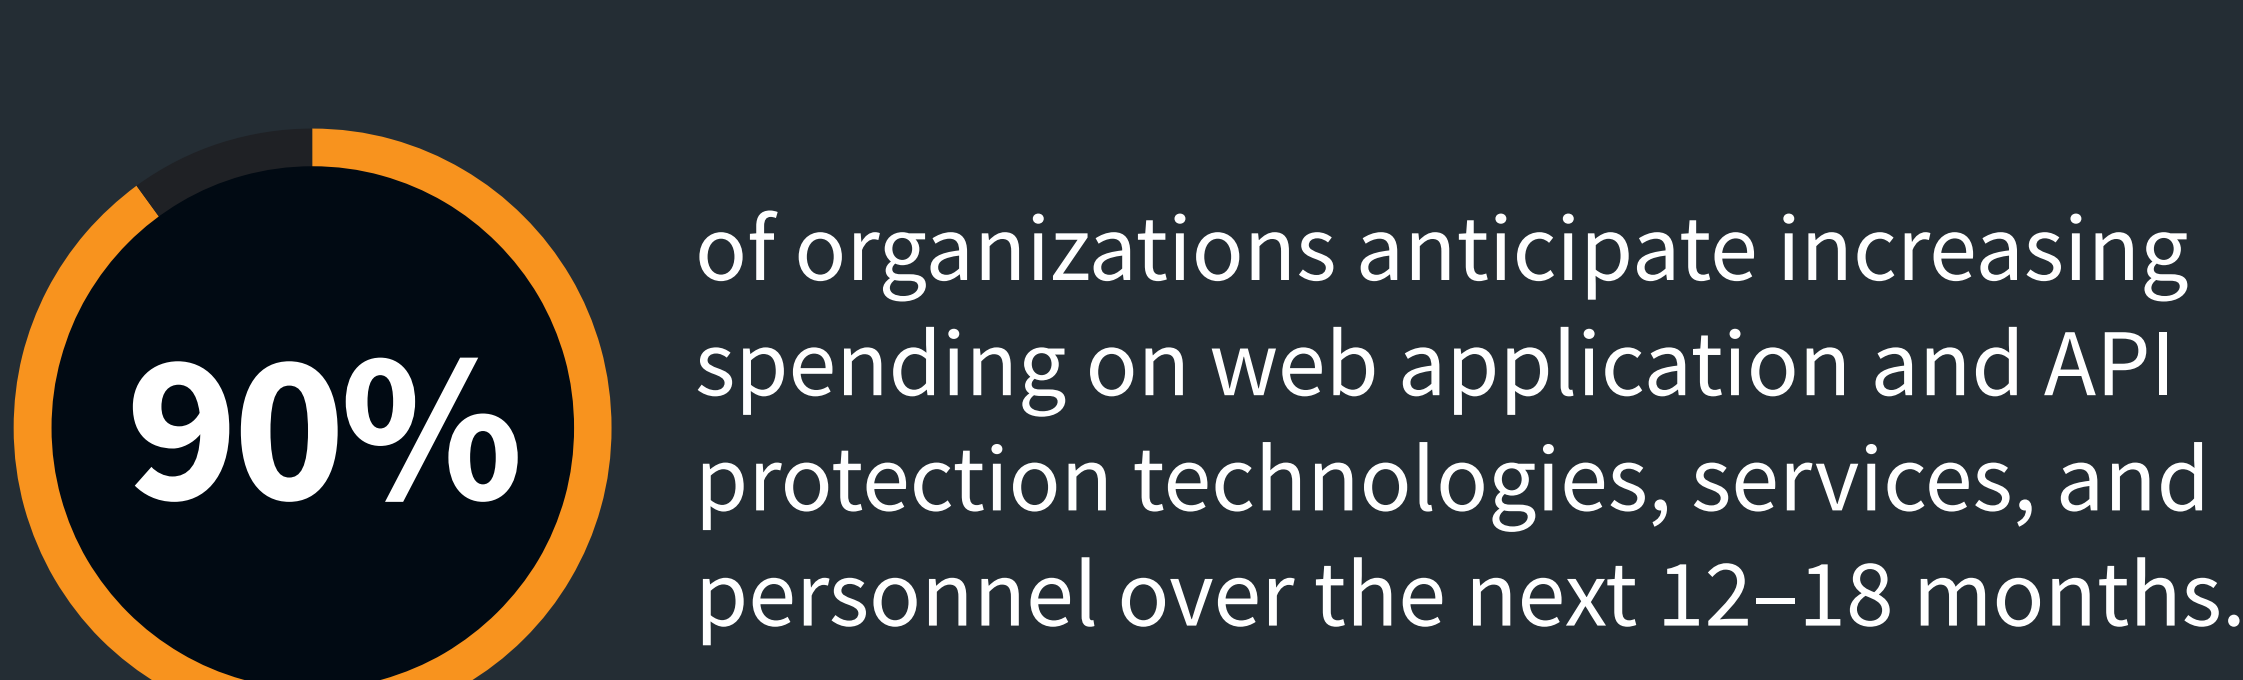 90%
of organizations anticipate increasing
spending on web application and API
protection technologies, services, and
personnel over the next 12–18 months.